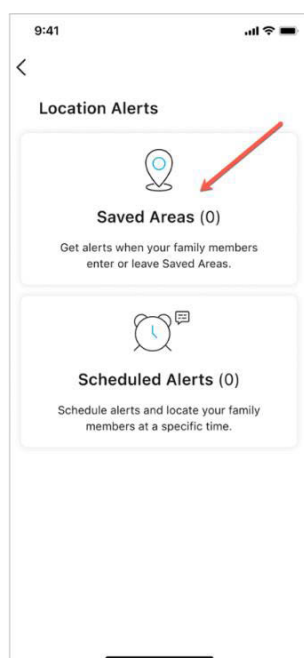 9:41
Location Alerts
Saved Areas (0)
Get alerts when your family members
enter or leave Saved Areas.
Scheduled Alerts (0)
Schedule alerts and locate your family
members at a specific time.